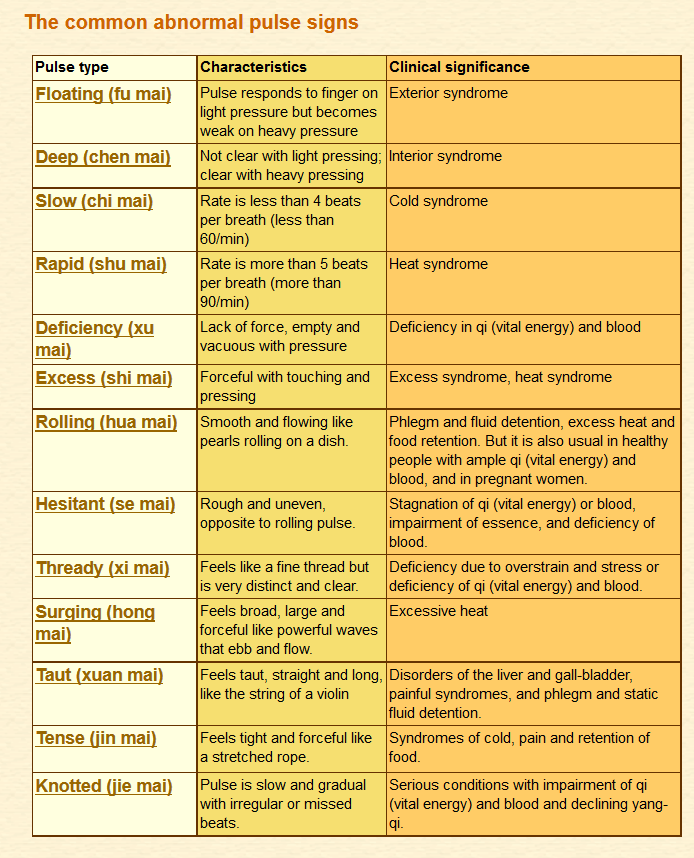 The common abnormal pulse signs
Pulse type
Characteristics
Clinical significance
Floating (fu mai)
Pulse responds to finger on
light pressure but becomes
weak on heavy pressure
Exterior syndrome
Deep (chen mai)
Not clear with light pressing;
clear with heavy pressing
Interior syndrome
Slow (chi mai)
Rate is less than 4 beats
per breath (less than
60/min)
Cold syndrome
Rapid (shu mai)
Rate is more than 5 beats
per breath (more than
90/min)
Heat syndrome
Deficiency (xu
mai)
Lack of force, empty and
vacuous with pressure
Deficiency in qi (vital energy) and blood
Excess (shi mai)
Forceful with touching and
pressing
Excess syndrome, heat syndrome
Rolling (hua mai)
Smooth and flowing like
pearls rolling on a dish.
Phlegm and fluid detention, excess heat and
food retention. But it is also usual in healthy
people with ample qi (vital energy) and
blood, and in pregnant women.
Hesitant (se mai)
Rough and uneven,
opposite to rolling pulse.
Stagnation of qi (vital energy) or blood,
impairment of essence, and deficiency of
blood.
Thready (xi mai)
Feels like a fine thread but
is very distinct and clear.
Deficiency due to overstrain and stress or
deficiency of qi (vital energy) and blood.
Surging (hong
mai)
Feels broad, large and
forceful like powerful waves
that ebb and flow.
Excessive heat
Taut (xuan mai)
Feels taut, straight and long,
like the string of a violin
Disorders of the liver and gall-bladder,
painful syndromes, and phlegm and static
fluid detention.
Tense (jin mai)
Feels tight and forceful like
a stretched rope.
Syndromes of cold, pain and retention of
food.
Knotted (jie mai)
Pulse is slow and gradual
with irregular or missed
beats.
Serious conditions with impairment of qi
(vital energy) and blood and declining yang-
qi.